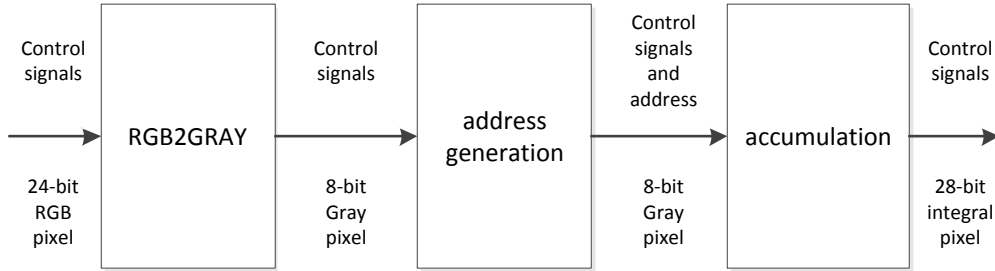 Control
signals
24-bit
RGB
pixel
RGB2GRAY
Control
signals
8-bit
Gray
pixel
address
generation
Control
signals
and
address
8-bit
Gray
pixel
accumulation
Control
signals
28-bit
integral
pixel